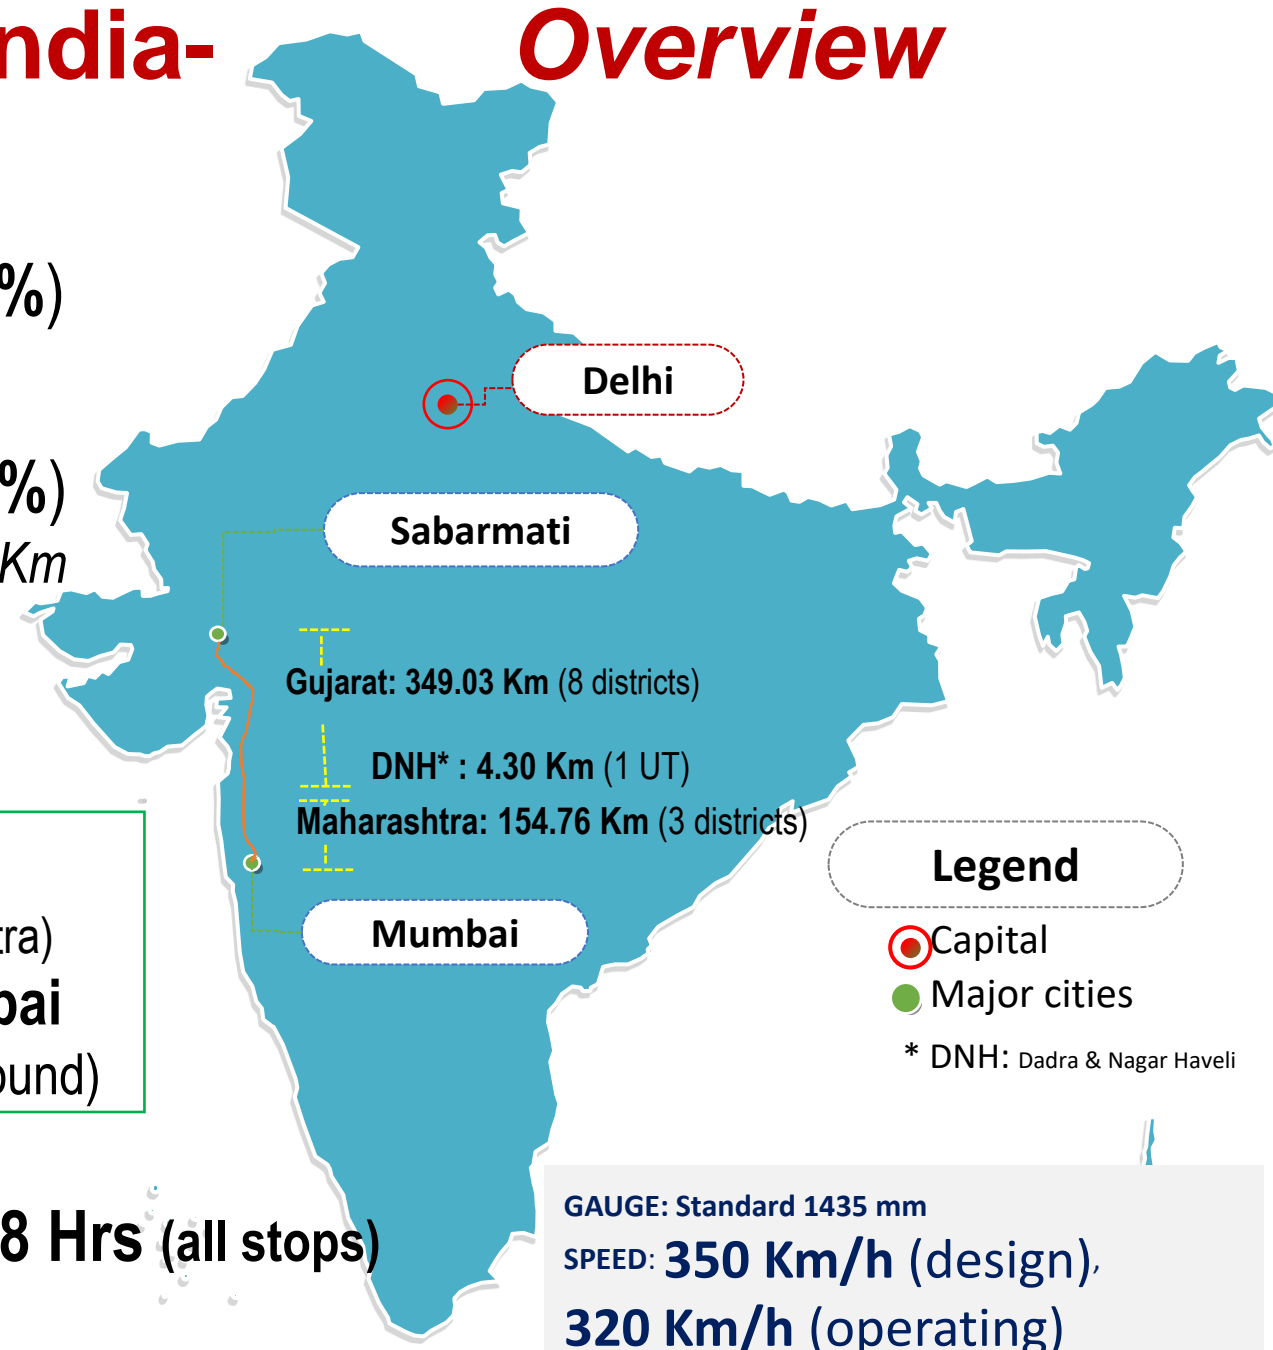 ndia- Overview
%)
Delhi
%)
Sabarmati
Km
Gujarat: 349.03 Km (8 districts)
DNH* : 4.30 Km (1 UT)
Maharashtra: 154.76 Km (3 districts)
Legend
Mumbai
tra)
Capital
bai
Major cities
ound)
* DNH: Dadra & Nagar Haveli
8 Hrs (all stops)
GAUGE: Standard 1435 mm
SPEED: 350 Km/h (design),
320 Km/h (operating)